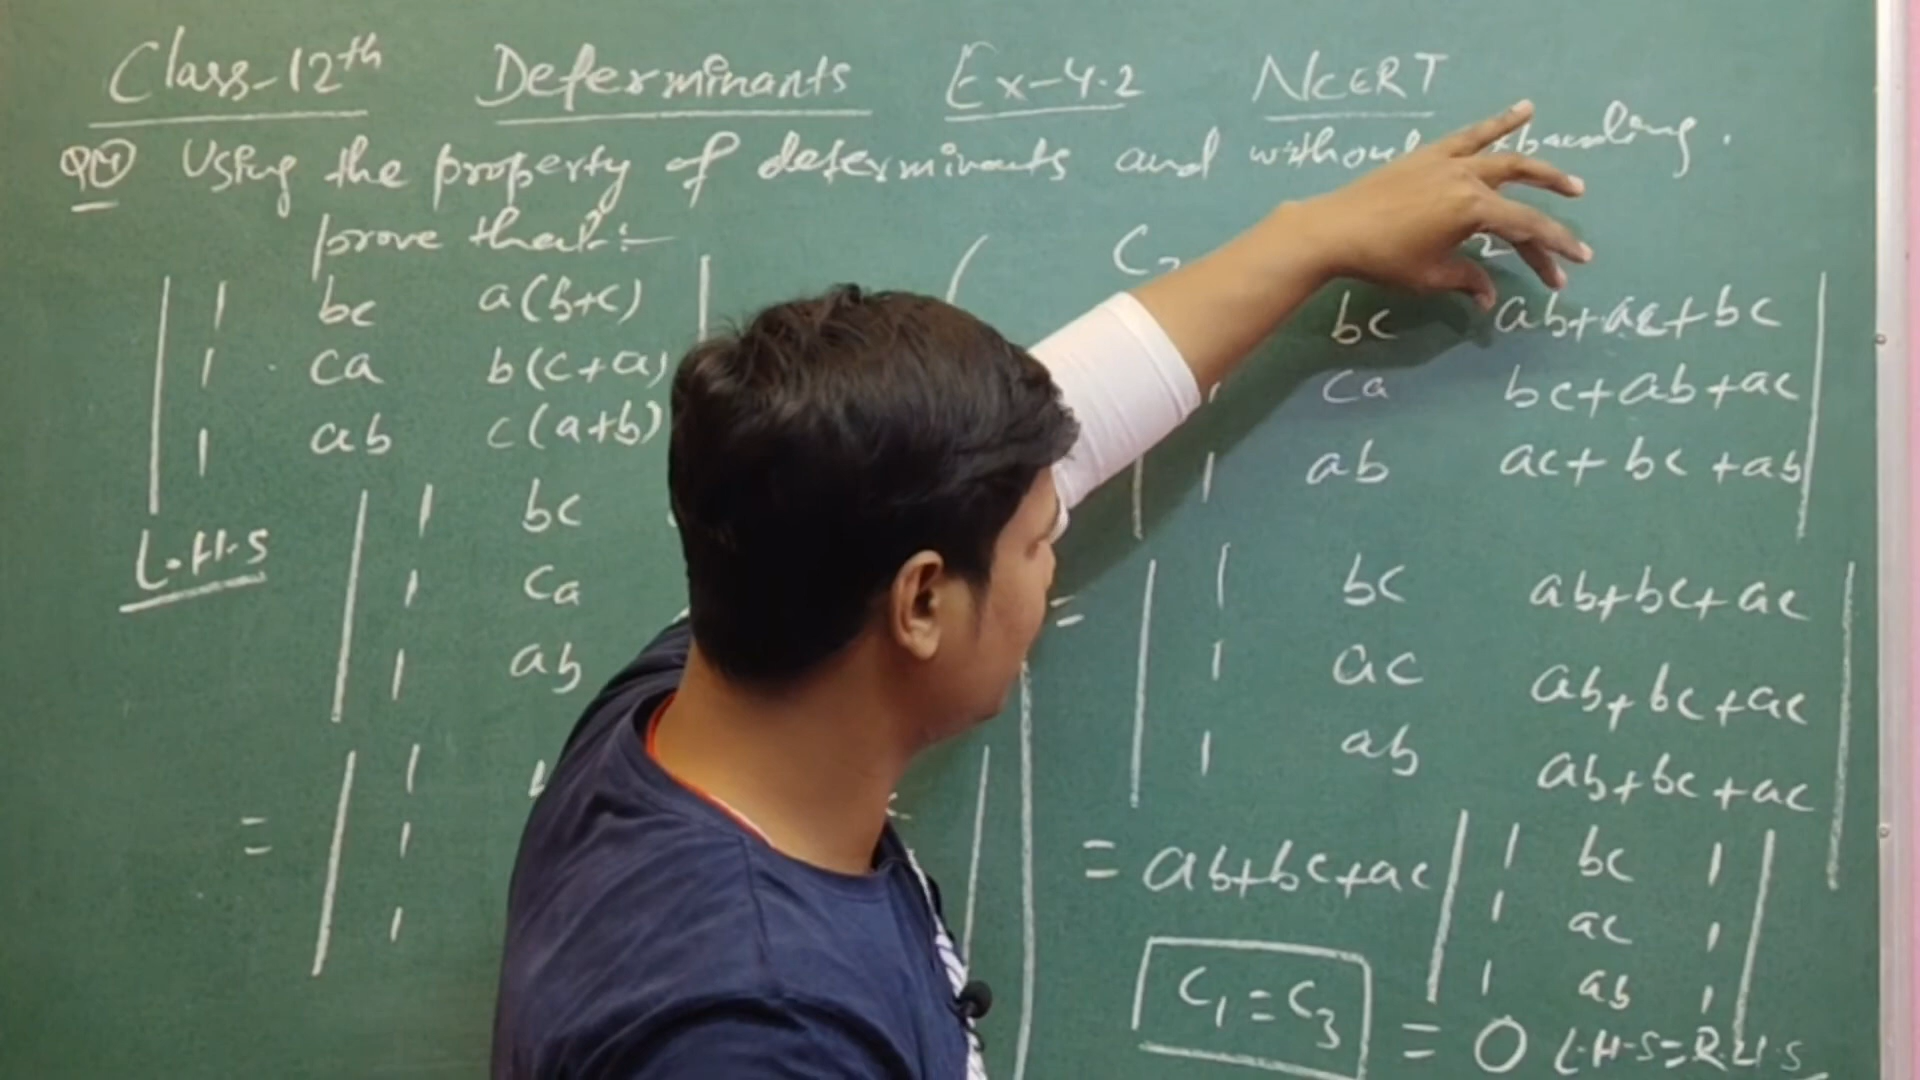 Class-12th Determinants Ex-4.2 NCERT
Q4 Using the property of determinants and without
prove that:-
1 bc a(b+c)
1 ca b(c+a)
1 ab c(a+b)
L.H.S
1 bc
1 ca
1 ab
=
1
1
1
bc ab+ac+bc
ca bc+ab+ac
1 ab ac+bc+ab
=
1 bc ab+bc+ac
1 ac ab+bc+ac
1 ab ab+bc+ac
= ab+bc+ac
1 bc 1
1 ac 1
1 ab 1
C1=C3
= 0 L.H.S=R.H.S